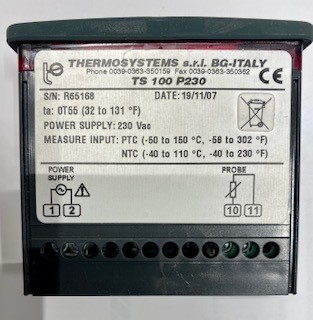 te THERMOSYSTEMS s.r.l. BG-ITALY
Phone 0039-0363-350159 Fax 0039-0363-350362
TS 100 P230
CE
S/N: R65168 DATE: 19/11/07
ta: 0T55 (32 to 131 °F)
POWER SUPPLY: 230 Vac
MEASURE INPUT: PTC (-50 to 150 °C, -58 to 302 °F)
NTC (-40 to 110 °C, -40 to 230 °F)
POWER SUPPLY PROBE
1 2 10 11